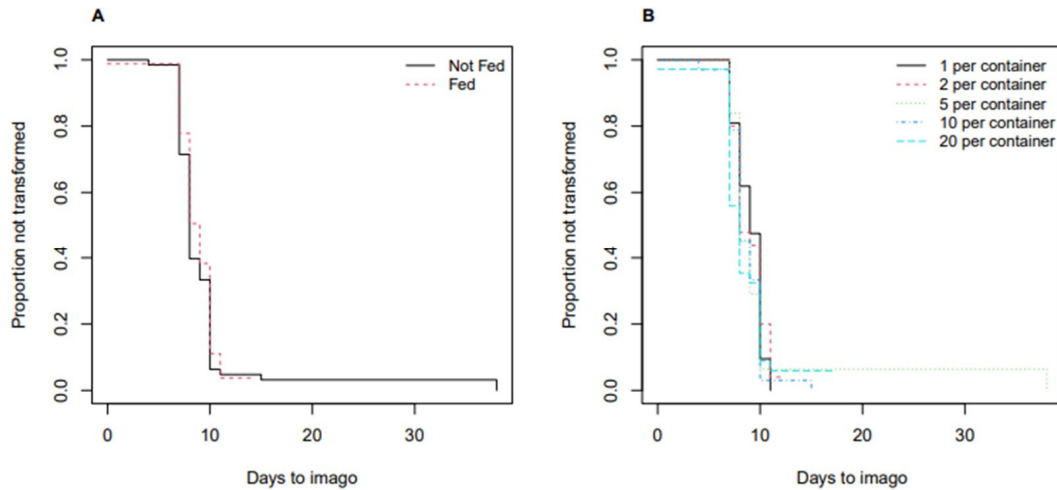 A
Proportion not transformed
1.0
0.8
0.6
0.4
0.2
0.0
0 10 20 30
Days to imago
Not Fed
Fed
B
Proportion not transformed
1.0
0.8
0.6
0.4
0.2
0.0
0 10 20 30
Days to imago
1 per container
2 per container
5 per container
10 per container
20 per container